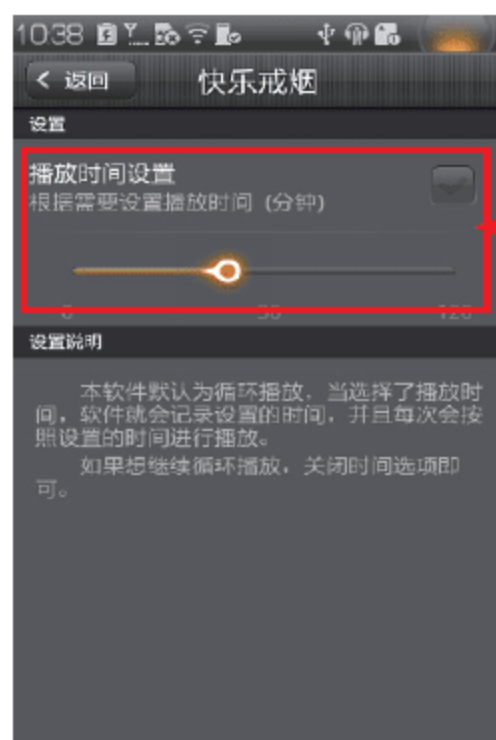 10:38
< 返回 快乐戒烟
设置
播放时间设置
根据需要设置播放时间 (分钟)
设置说明
本软件默认为循环播放，当选择了播放时
间，软件就会记录设置的时间，并且每次会按
照设置的时间进行播放。
如果想继续循环播放，关闭时间选项即
可。